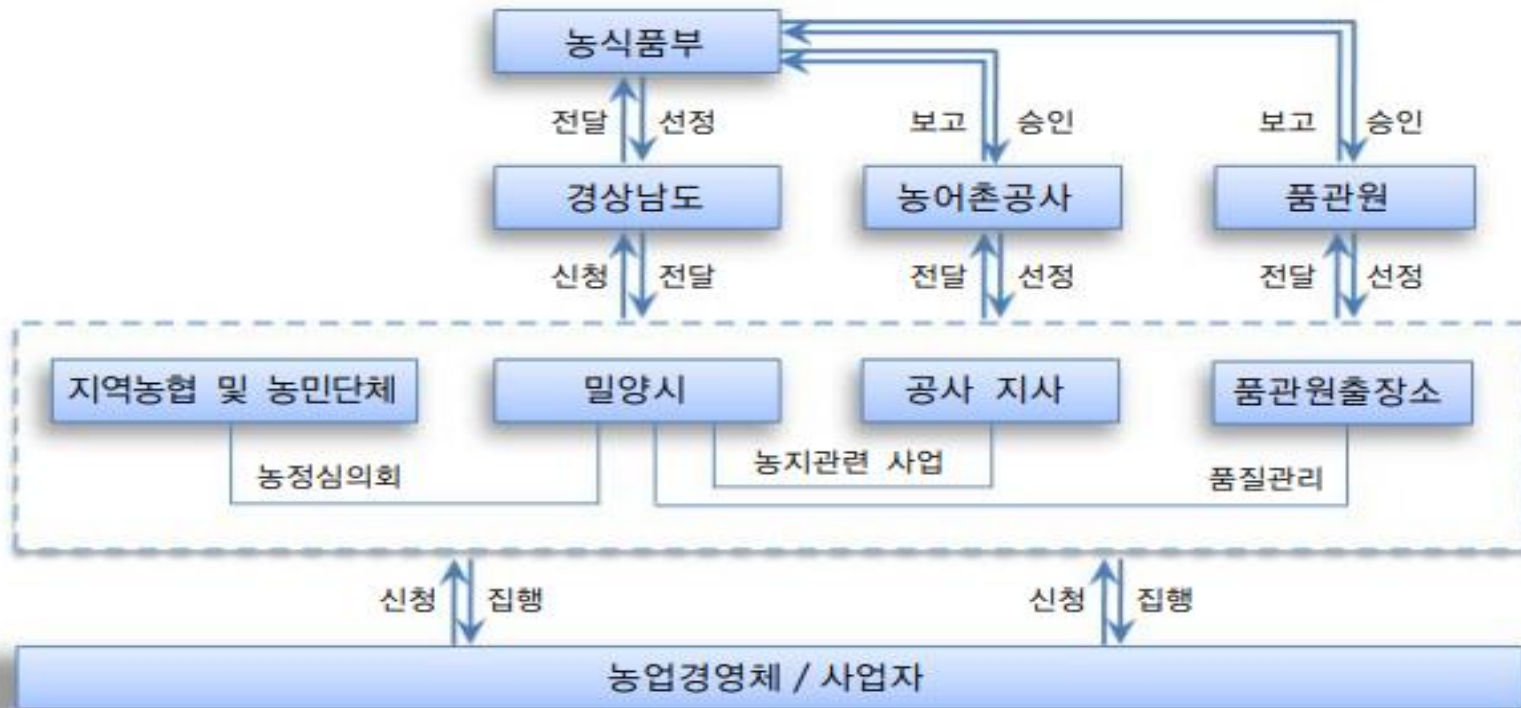 농식품부
전달 선정 보고 승인 보고 승인
경상남도 농어촌공사 품관원
신청 전달 전달 선정 전달 선정
지역농협 및 농민단체 밀양시 공사 지사 품관원출장소
농정심의회 농지관련 사업 품질관리
신청 집행 신청 집행
농업경영체 / 사업자